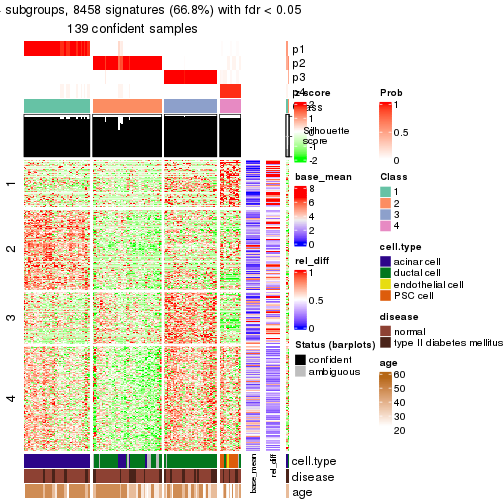 subgroups, 8458 signatures (66.8%) with fdr < 0.05
139 confident samples
p1
p2
p3
p4
z-score
2
1
-1
-2
Class
Silhouette
score
Prob
1
0.5
0
base_mean
8
6
4
2
0
Class
1
2
3
4
rel_diff
1
0.5
0
cell.type
acinar cell
ductal cell
endothelial cell
PSC cell
disease
normal
type II diabetes mellitus
Status (barplots)
confident
ambiguous
age
60
50
40
30
20
1
2
3
4
cell.type
disease
age
base_mean
rel_diff